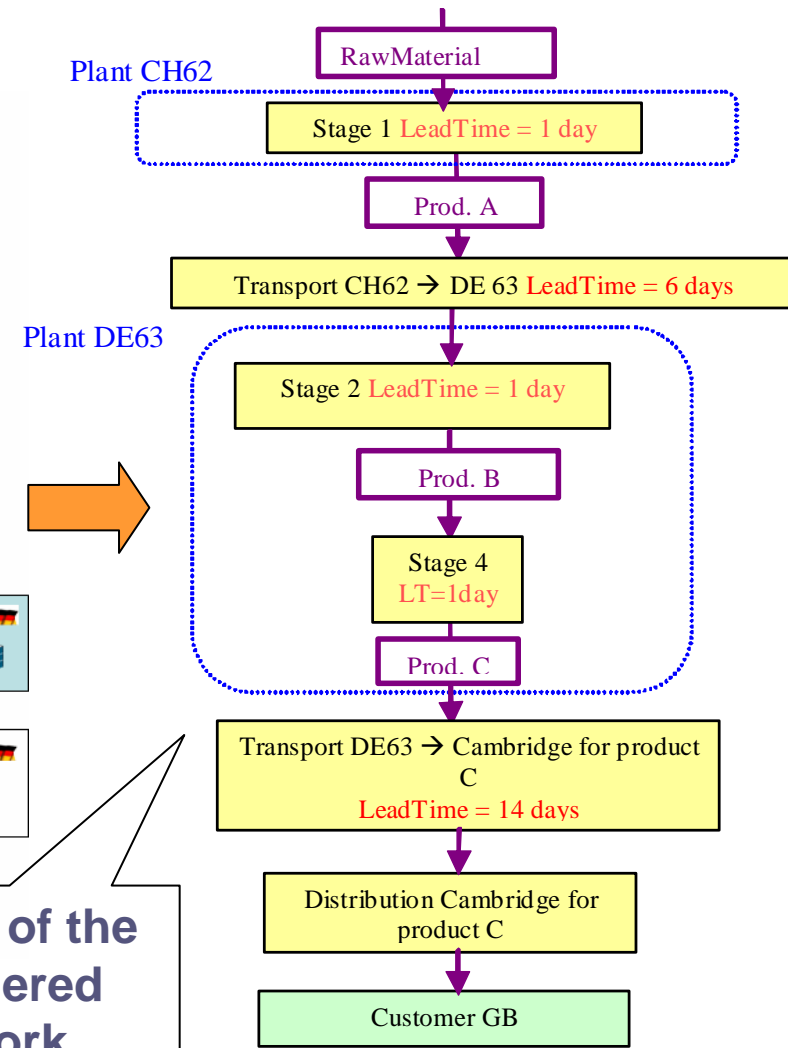 RawMaterial
Plant CH62
Stage 1 LeadTime = 1 day
Prod. A
Transport CH62 → DE 63 LeadTime = 6 days
Plant DE63
Stage 2 LeadTime = 1 day
Prod. B
Stage 4
LT=1day
Prod. C
Transport DE63 → Cambridge for product
C
LeadTime = 14 days
Distribution Cambridge for
product C
of the
ered
ork
Customer GB